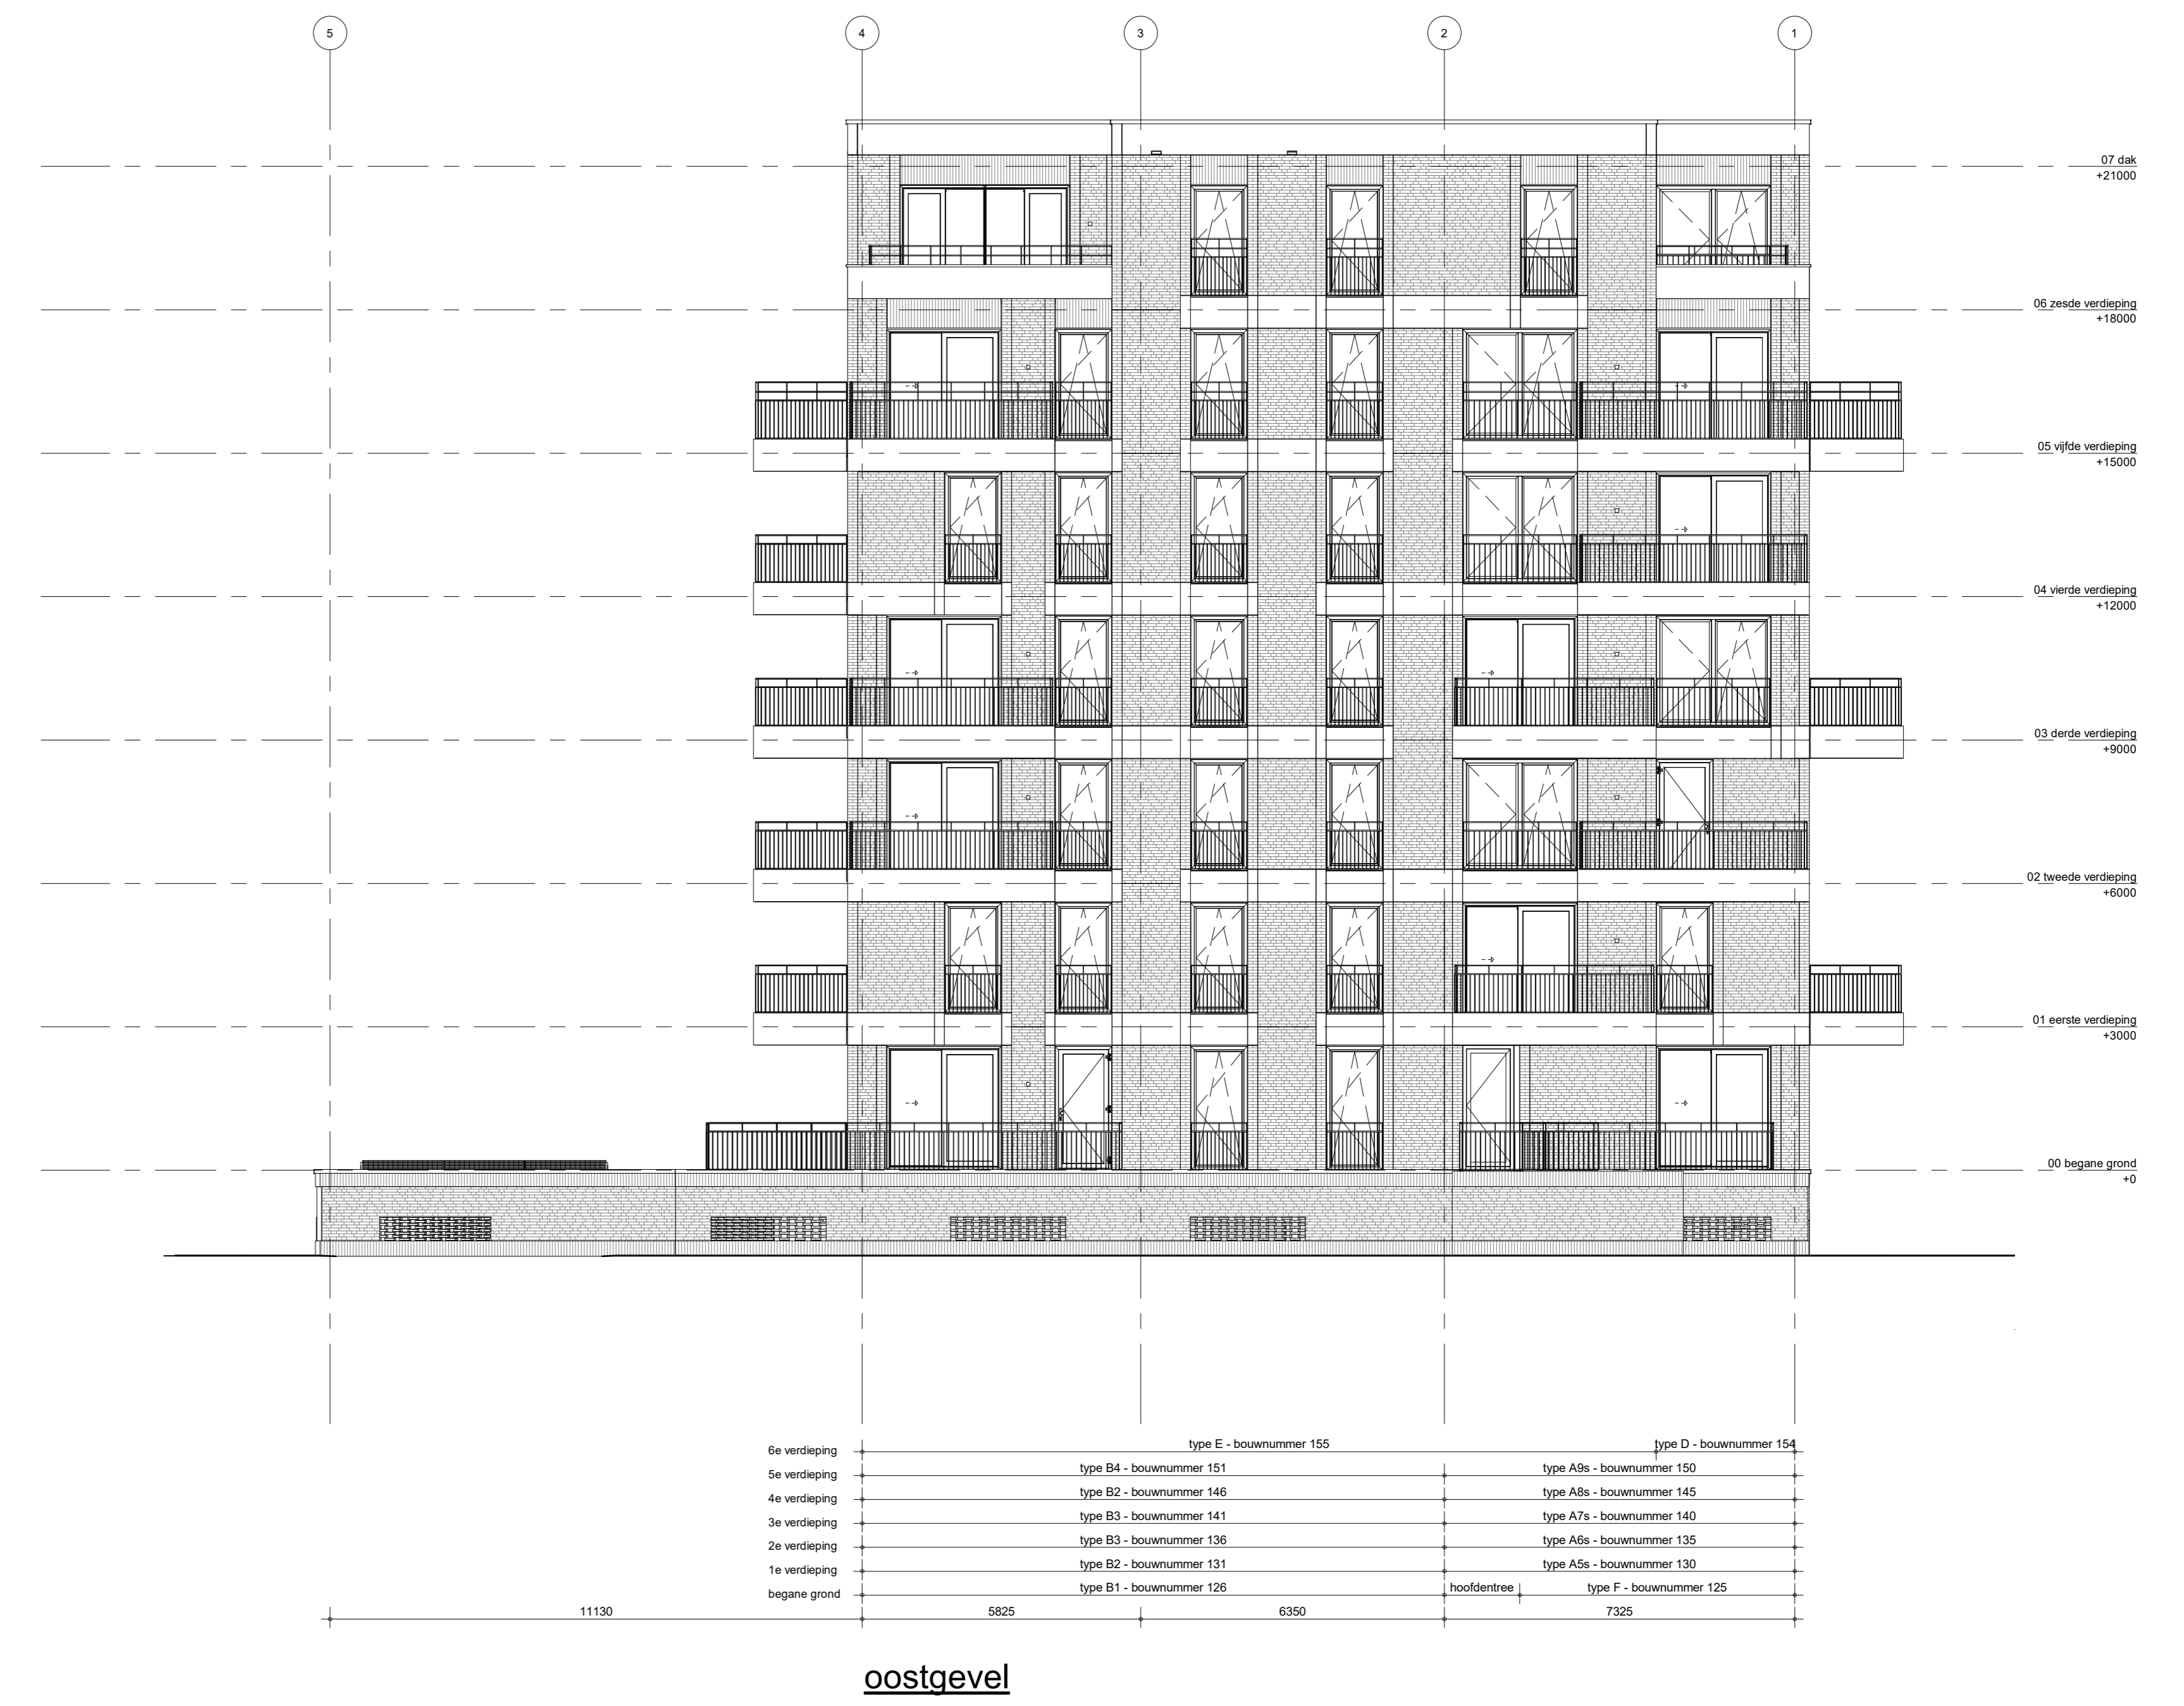 5 4 3 2 1
07 dak
+21000
06 zesde verdieping
+18000
05 vijfde verdieping
+15000
04 vierde verdieping
+12000
03 derde verdieping
+9000
02 tweede verdieping
+6000
01 eerste verdieping
+3000
00 begane grond
+0
6e verdieping type E - bouwnummer 155 type D - bouwnummer 154
5e verdieping type B4 - bouwnummer 151 type A9s - bouwnummer 150
4e verdieping type B2 - bouwnummer 146 type A8s - bouwnummer 145
3e verdieping type B3 - bouwnummer 141 type A7s - bouwnummer 140
2e verdieping type B3 - bouwnummer 136 type A6s - bouwnummer 135
1e verdieping type B2 - bouwnummer 131 type A5s - bouwnummer 130
begane grond type B1 - bouwnummer 126 hoofdentree type F - bouwnummer 125
11130 5825 6350 7325
oostgevel